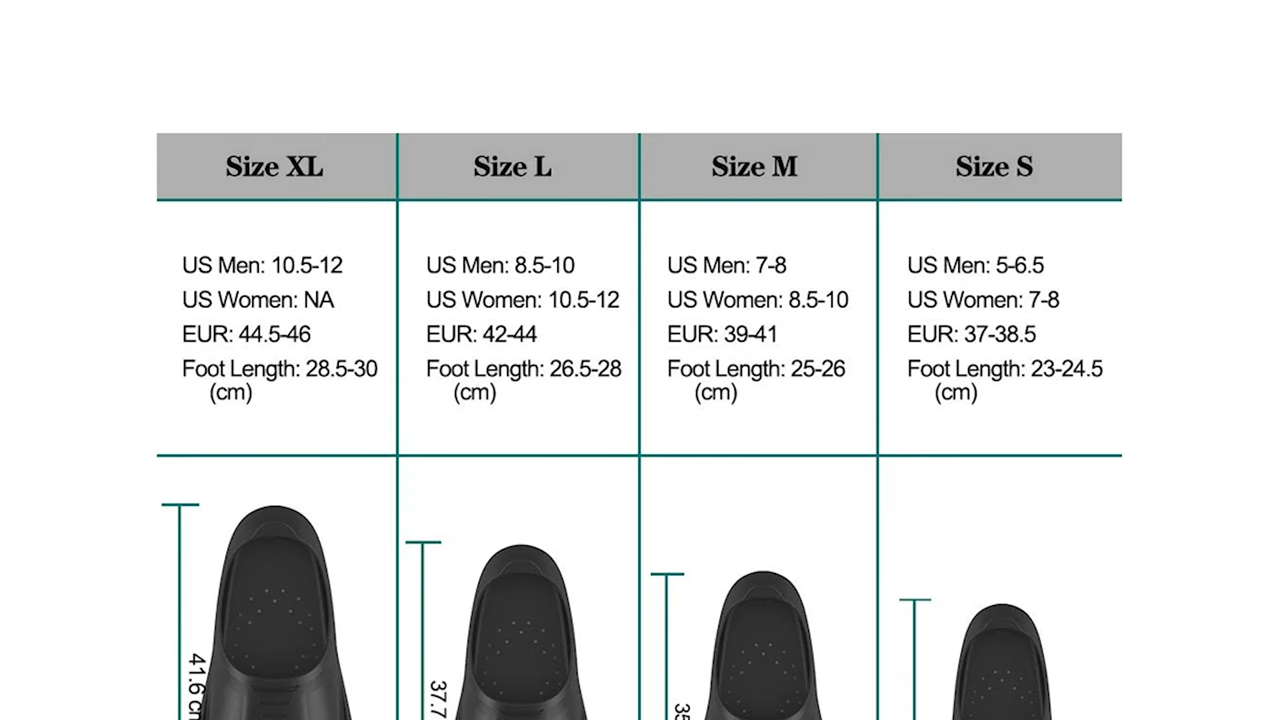 Size XL
Size L
Size M
Size S
US Men: 10.5-12
US Women: NA
EUR: 44.5-46
Foot Length: 28.5-30
(cm)
US Men: 8.5-10
US Women: 10.5-12
EUR: 42-44
Foot Length: 26.5-28
(cm)
US Men: 7-8
US Women: 8.5-10
EUR: 39-41
Foot Length: 25-26
(cm)
US Men: 5-6.5
US Women: 7-8
EUR: 37-38.5
Foot Length: 23-24.5
(cm)
41.6 cm
37.7
35